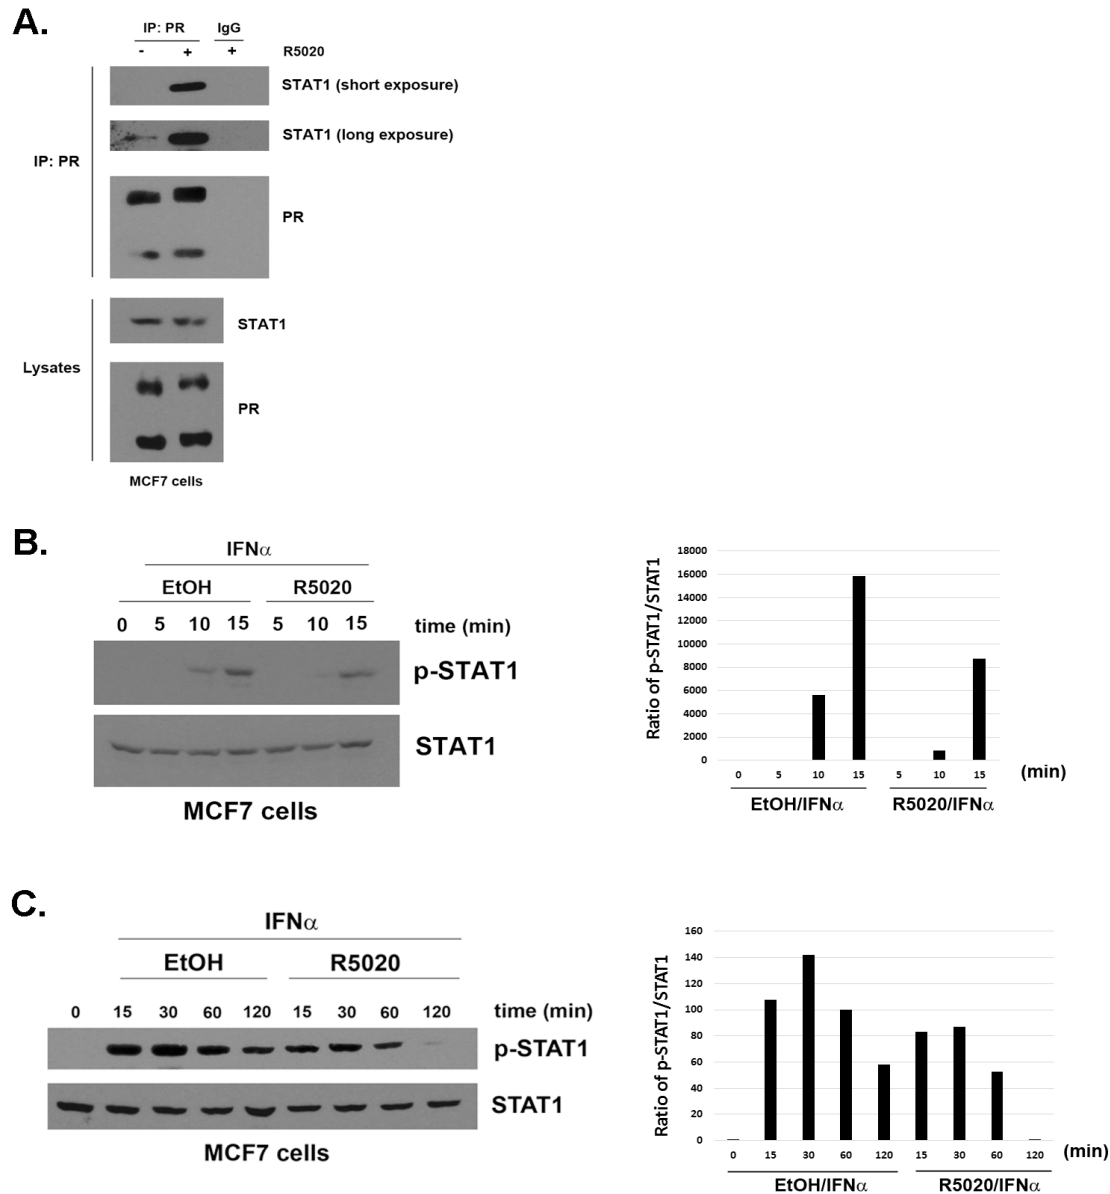 A.
IP: PR IgG
- + + R5020
STAT1 (short exposure)
STAT1 (long exposure)
IP: PR
PR
STAT1
Lysates
PR
MCF7 cells
B.
IFNα
EtOH R5020
0 5 10 15 5 10 15 time (min)
p-STAT1
STAT1
MCF7 cells
Ratio of p-STAT1/STAT1
18000
16000
14000
12000
10000
8000
6000
4000
2000
0
0 5 10 15 5 10 15 (min)
EtOH/IFNα R5020/IFNα
C.
IFNα
EtOH R5020
0 15 30 60 120 15 30 60 120 time (min)
p-STAT1
STAT1
MCF7 cells
Ratio of p-STAT1/STAT1
160
140
120
100
80
60
40
20
0
0 15 30 60 120 15 30 60 120 (min)
EtOH/IFNα R5020/IFNα